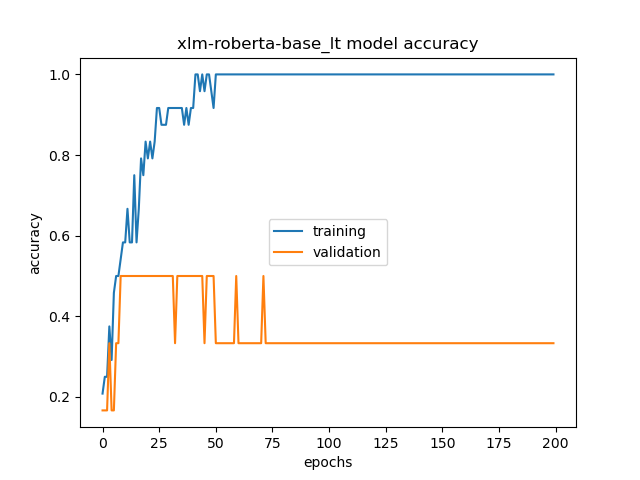 xlm-roberta-base_lt model accuracy
1.0
0.8
0.6
0.4
0.2
accuracy
training
validation
0 25 50 75 100 125 150 175 200
epochs